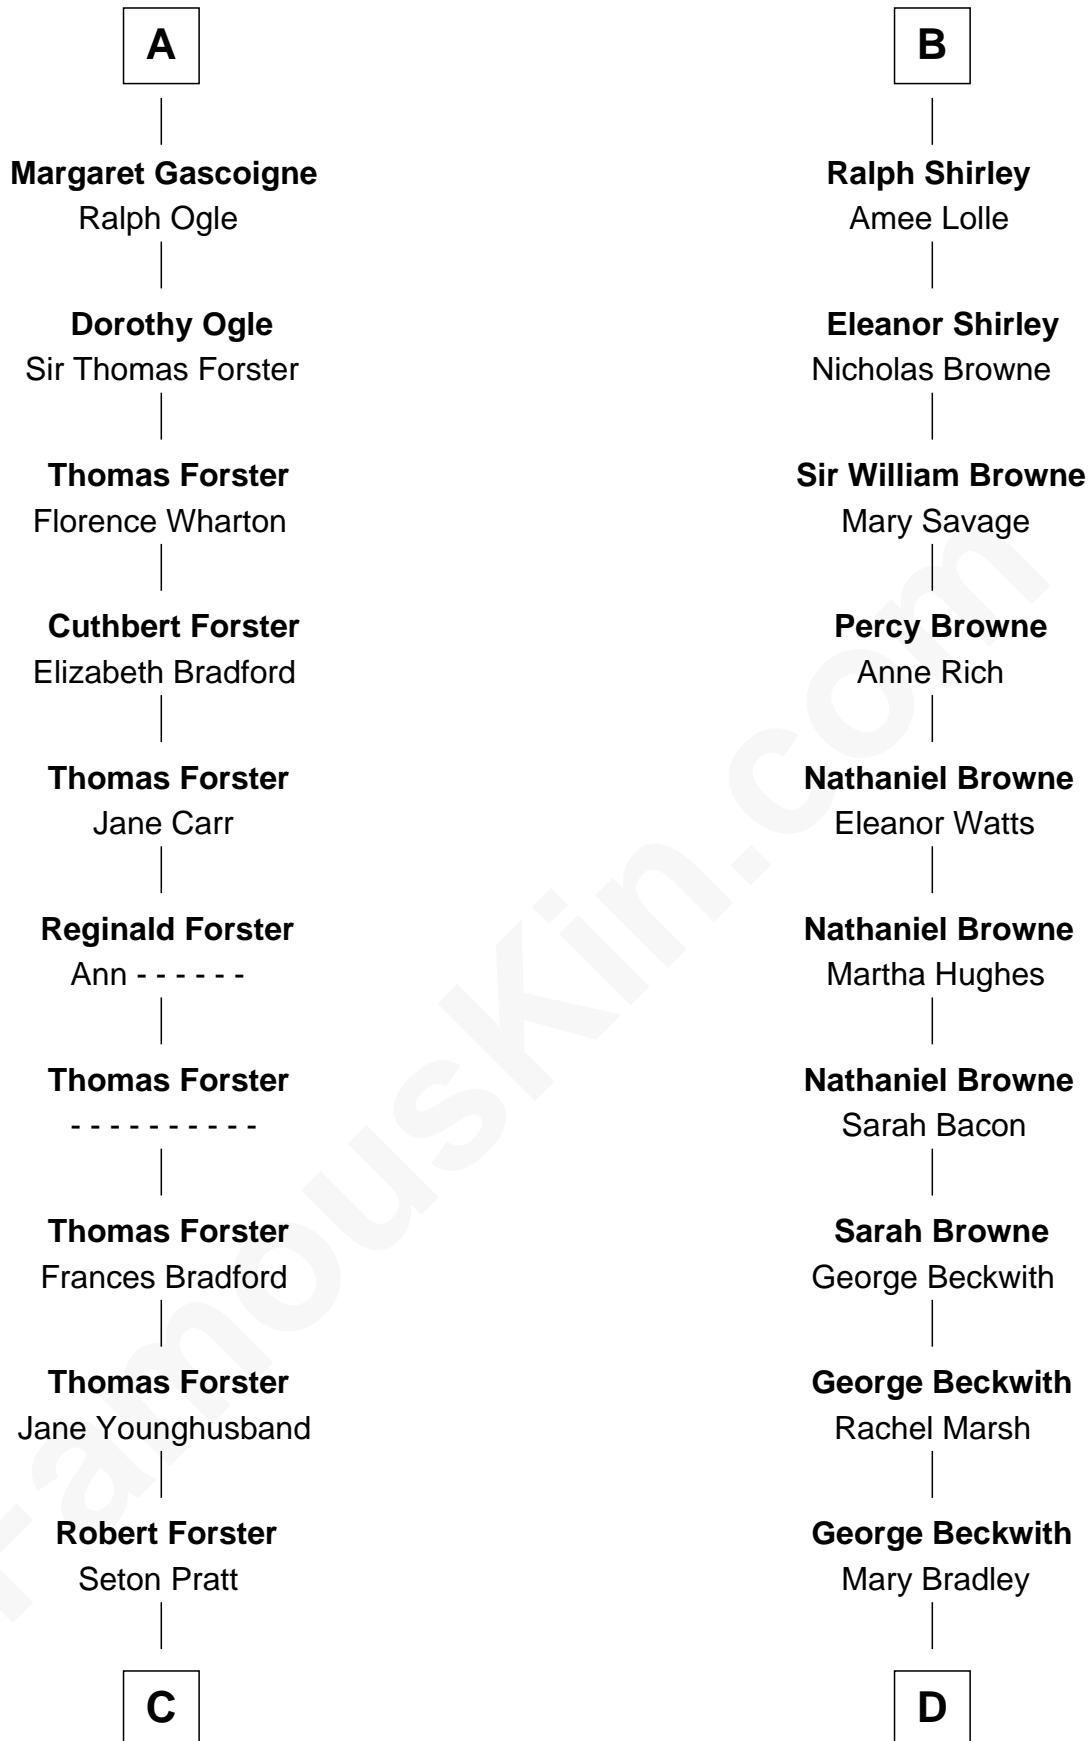 A
Margaret Gascoigne
Ralph Ogle
Dorothy Ogle
Sir Thomas Forster
Thomas Forster
Florence Wharton
Cuthbert Forster
Elizabeth Bradford
Thomas Forster
Jane Carr
Reginald Forster
Ann - - - - - -
Thomas Forster
- - - - - - - - - -
Thomas Forster
Frances Bradford
Thomas Forster
Jane Younghusband
Robert Forster
Seton Pratt
C
B
Ralph Shirley
Amee Lolle
Eleanor Shirley
Nicholas Browne
Sir William Browne
Mary Savage
Percy Browne
Anne Rich
Nathaniel Browne
Eleanor Watts
Nathaniel Browne
Martha Hughes
Nathaniel Browne
Sarah Bacon
Sarah Browne
George Beckwith
George Beckwith
Rachel Marsh
George Beckwith
Mary Bradley
D
FamousKin.com